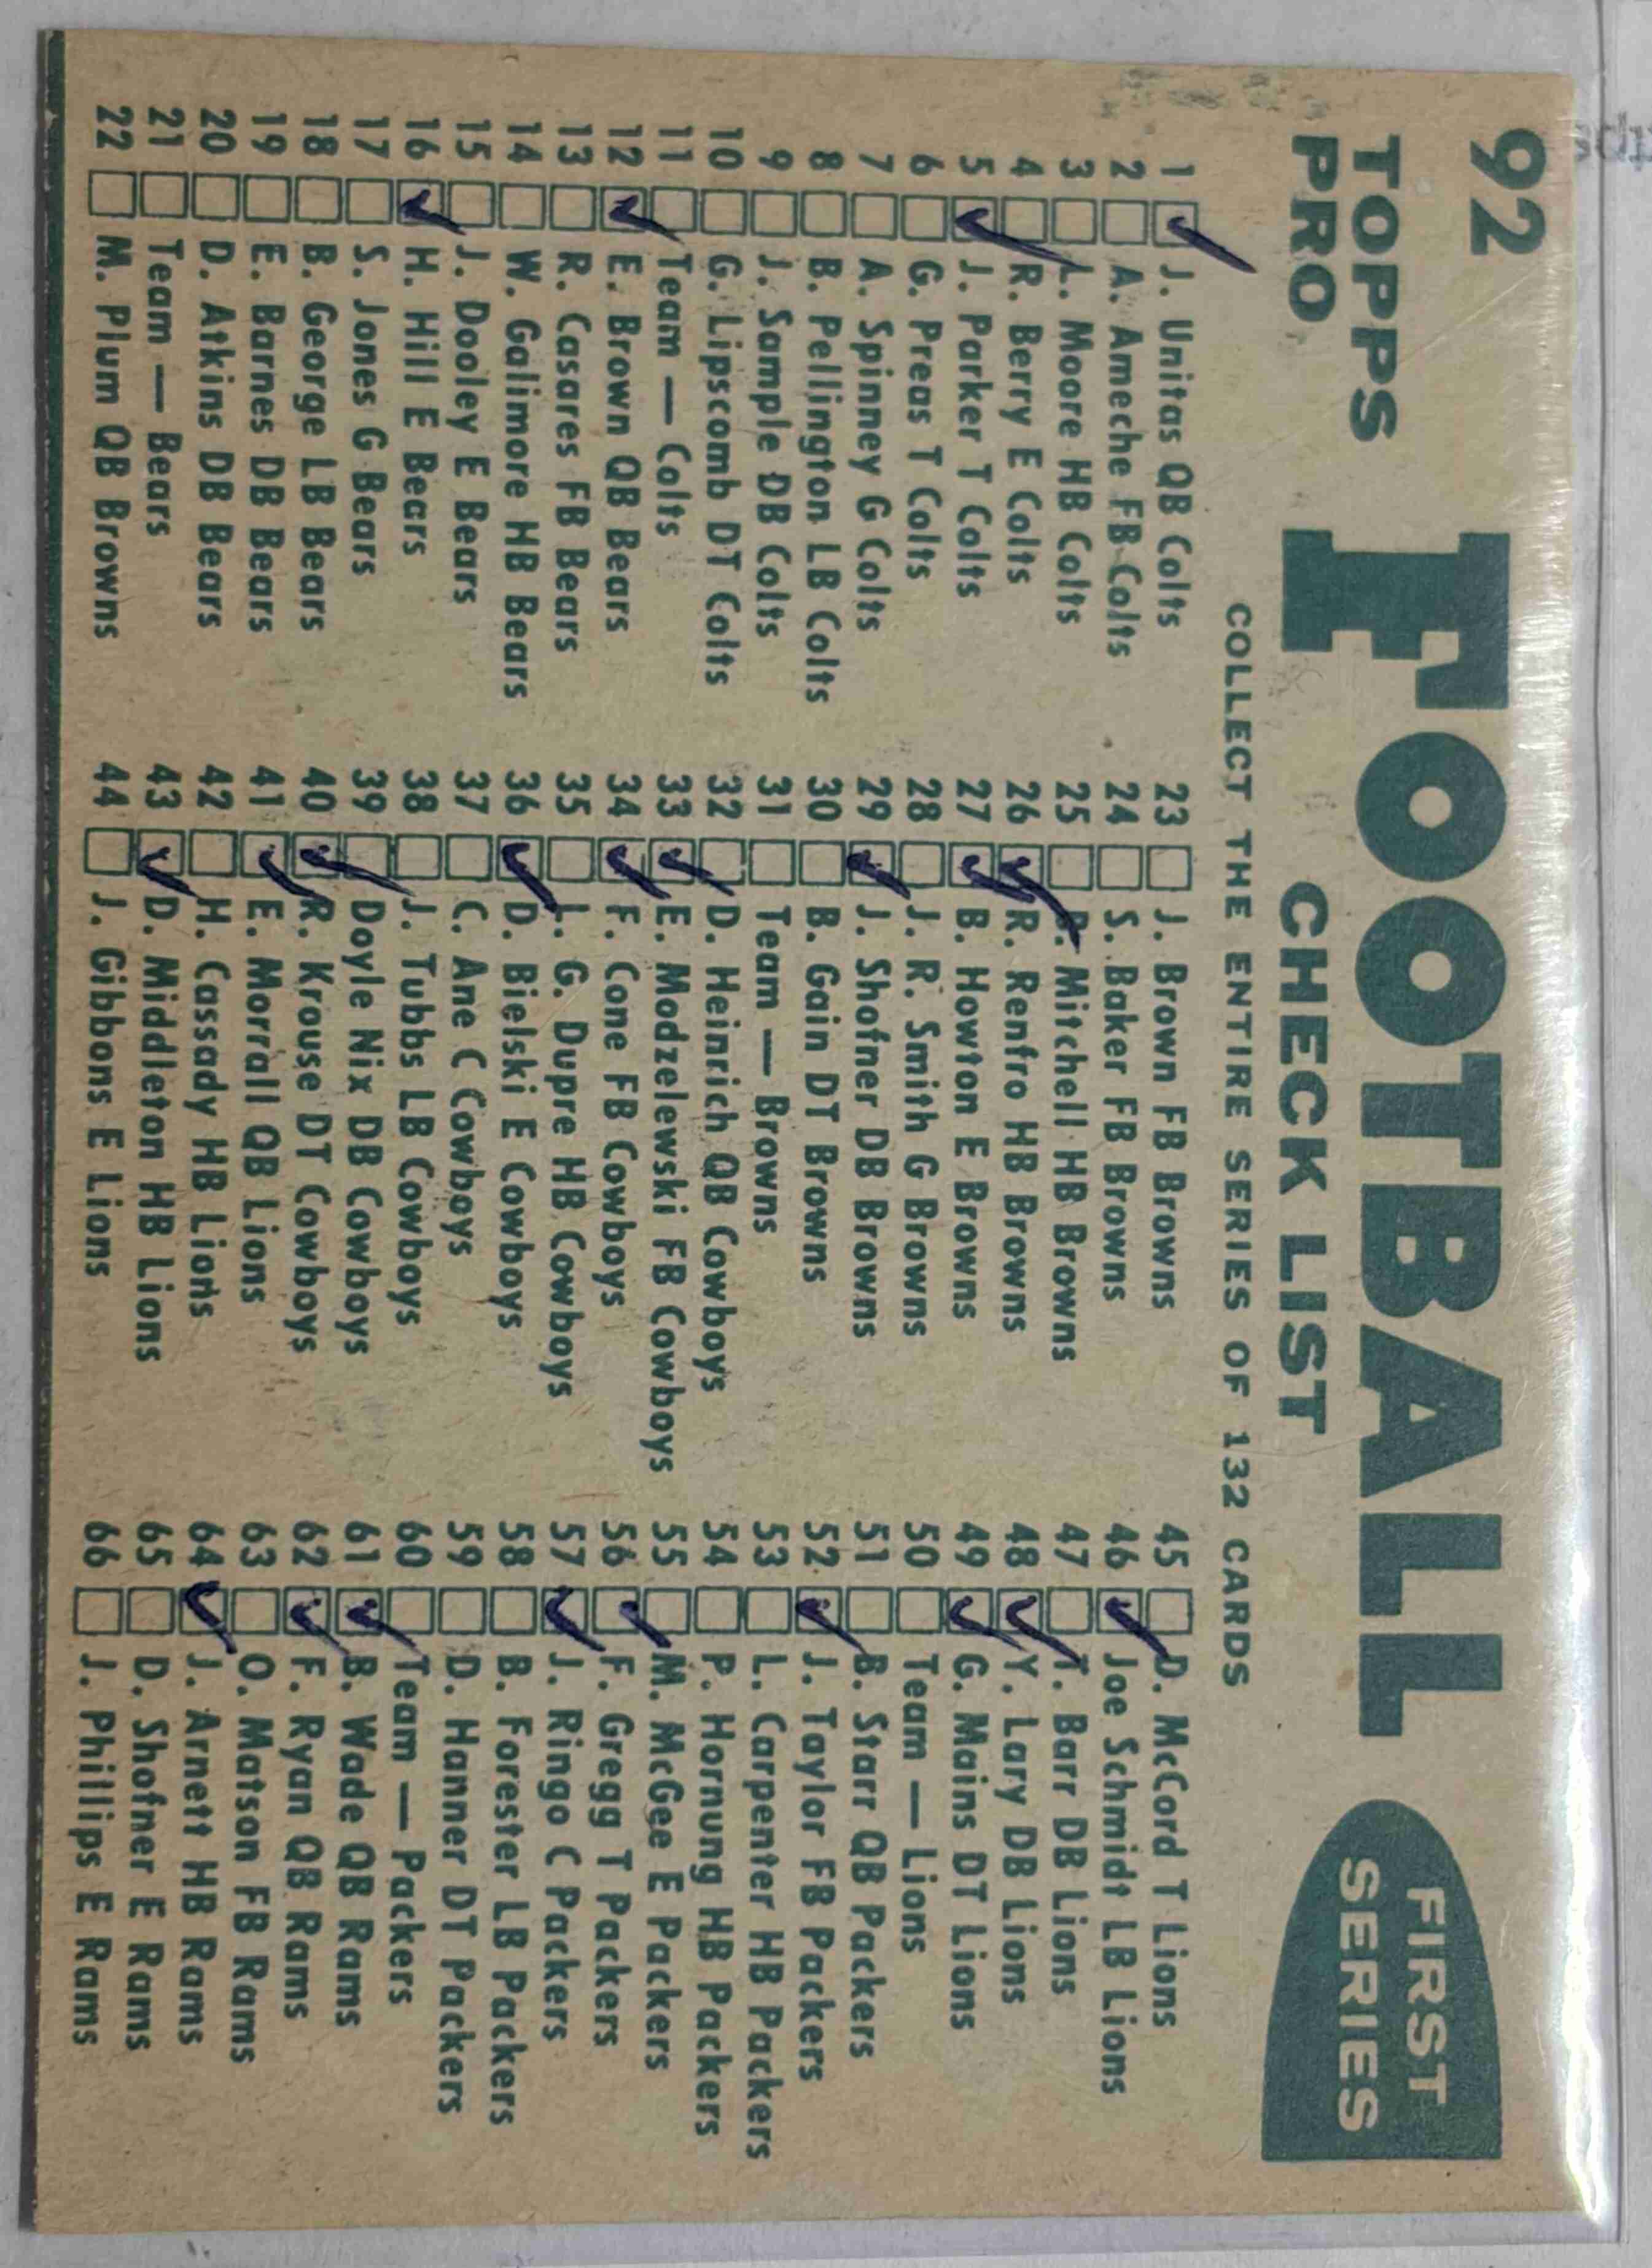 92
TOPPS PRO FOOTBALL CHECK LIST
FIRST SERIES
COLLECT THE ENTIRE SERIES OF 132 CARDS
1 J. Unitas QB Colts
2 A. Ameche FB Colts
3 L. Moore HB Colts
4 R. Berry E Colts
5 J. Parker T Colts
6 G. Preas T Colts
7 A. Spinney G Colts
8 B. Pellington LB Colts
9 J. Sample DB Colts
10 G. Lipscomb DT Colts
11 Team — Colts
12 E. Brown QB Bears
13 R. Casares FB Bears
14 W. Galimore HB Bears
15 J. Dooley E Bears
16 H. Hill E Bears
17 S. Jones G Bears
18 B. George LB Bears
19 E. Barnes DB Bears
20 D. Atkins DB Bears
21 Team — Bears
22 M. Plum QB Browns
23 J. Brown FB Browns
24 S. Baker FB Browns
25 B. Mitchell HB Browns
26 R. Renfro HB Browns
27 B. Howton E Browns
28 J. R. Smith G Browns
29 J. Shofner DB Browns
30 B. Gain DT Browns
31 Team — Browns
32 D. Heinrich QB Cowboys
33 E. Modzelewski FB Cowboys
34 F. Cone FB Cowboys
35 L. G. Dupre HB Cowboys
36 D. Bielski E Cowboys
37 C. Ane C Cowboys
38 J. Tubbs LB Cowboys
39 Doyle Nix DB Cowboys
40 R. Krouse DT Cowboys
41 E. Morrall QB Lions
42 H. Cassady HB Lions
43 D. Middleton HB Lions
44 J. Gibbons E Lions
45 D. McCord T Lions
46 Joe Schmidt LB Lions
47 T. Barr DB Lions
48 Y. Lary DB Lions
49 G. Mains DT Lions
50 Team — Lions
51 B. Starr QB Packers
52 J. Taylor FB Packers
53 L. Carpenter HB Packers
54 P. Hornung HB Packers
55 M. McGee E Packers
56 F. Gregg T Packers
57 J. Ringo C Packers
58 B. Forester LB Packers
59 D. Hanner DT Packers
60 Team — Packers
61 B. Wade QB Rams
62 F. Ryan QB Rams
63 O. Matson FB Rams
64 J. Arnett HB Rams
65 D. Shofner E Rams
66 J. Phillips E Rams